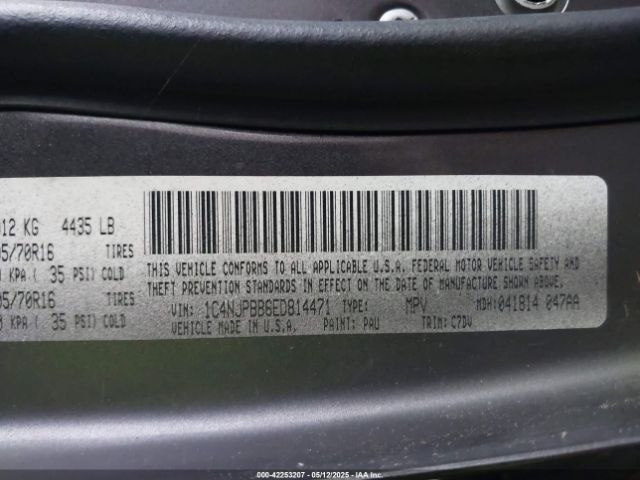 012 KG 4435 LB
5/70R16 TIRES
KPA ( 35 PSI) COLD
5/70R16 TIRES
KPA ( 35 PSI) COLD
THIS VEHICLE CONFORMS TO ALL APPLICABLE U.S.A. FEDERAL MOTOR VEHICLE SAFETY AND
THEFT PREVENTION STANDARDS IN EFFECT ON THE DATE OF MANUFACTURE SHOWN ABOVE.
VIN: 1C4NJPBB6ED814471 TYPE: MPV MDH: 041814 047AA
VEHICLE MADE IN U.S.A. PAINT: PAU TRIM: C7DV
000-42253207 - 05/12/2025 - IAA Inc.